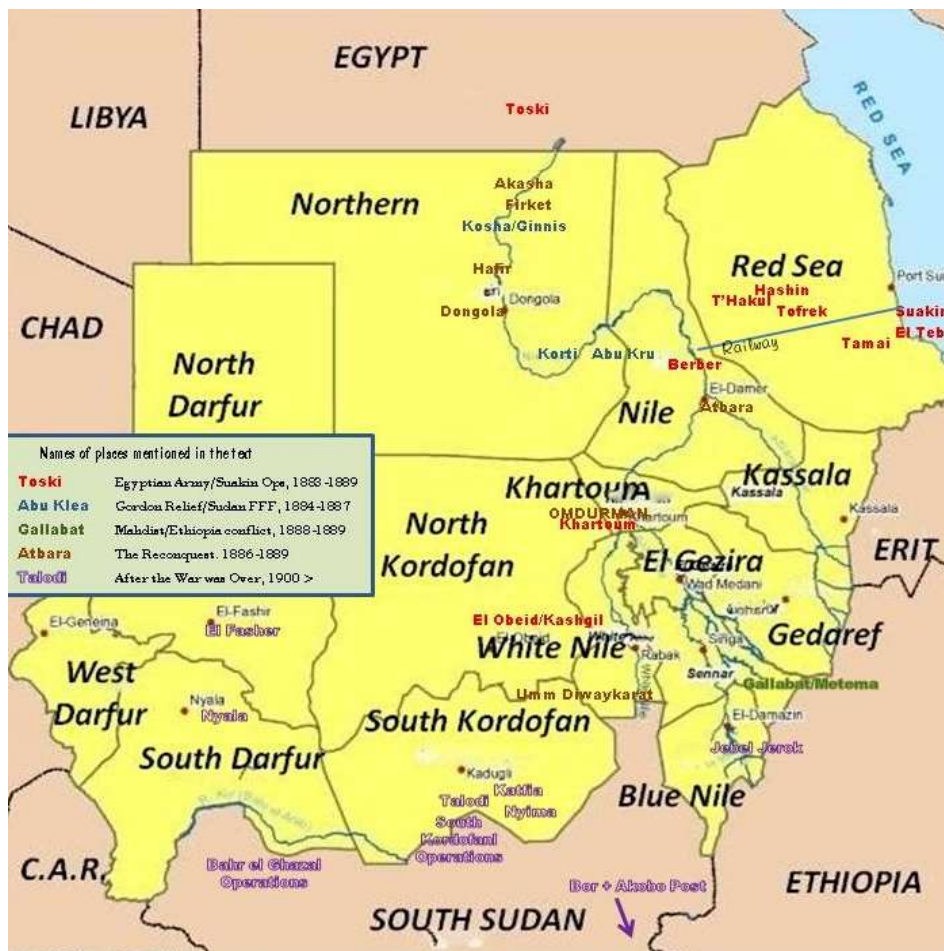 EGYPT
LIBYA
Toski
RED SEA
Akasha
Firket
Northern
Kosha/Ginnis
Red Sea
Hafir
Port Su
Hashin
T'Hakul
Dongola
Tofrek
Dongola
Suakin
El Teb
CHAD
Railway
Tamai
Korti
Abu Kru
Berber
North
Darfur
El-Damer
Atbara
Nile
Names of places mentioned in the text
Toski Egyptian Army/Suakin Ops, 1883-1889
Abu Klea Gordon Relief/Sudan FFF, 1884-1887
Gallabat Mahdist/Ethiopia conflict, 1888-1889
Atbara The Reconquest. 1886-1889
Talodi After the War was Over, 1900 >
Kassala
Khartoum
Kassala
OMDURMAN
Khartoum
Khartoum
Kassala
North
Kordofan
El Gezira
ERIT
Wad Medani
El-Fashir
El Fasher
El-Geneina
El Obeid/Kashgil
El Obeid
White
White Nile
Rabak
Singa
Gedaref
Sennar
West
Darfur
Gallabat/Metema
Umm Diwaykarat
Nyala
Nyala
South Kordofan
El-Damazin
South Darfur
Jebel Jerok
Kadugli
Katfia
Talodi
Nyima
Blue Nile
South
Kordofanl
Operations
C.A.R.
Bahr el Ghazal
Operations
Bor + Akobo Post
ETHIOPIA
SOUTH SUDAN